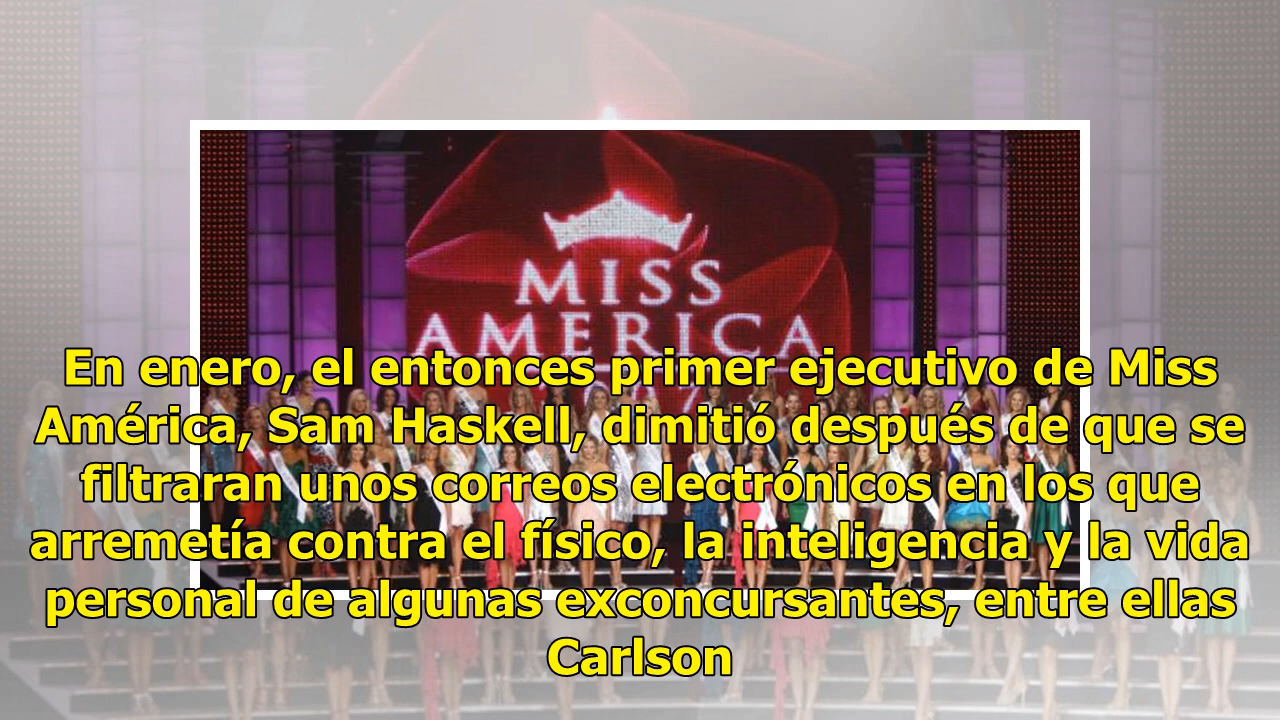 MISS
AMERICA
En enero, el entonces primer ejecutivo de Miss
América, Sam Haskell, dimitió después de que se
filtraran unos correos electrónicos en los que
arremetía contra el físico, la inteligencia y la vida
personal de algunas exconcursantes, entre ellas
Carlson